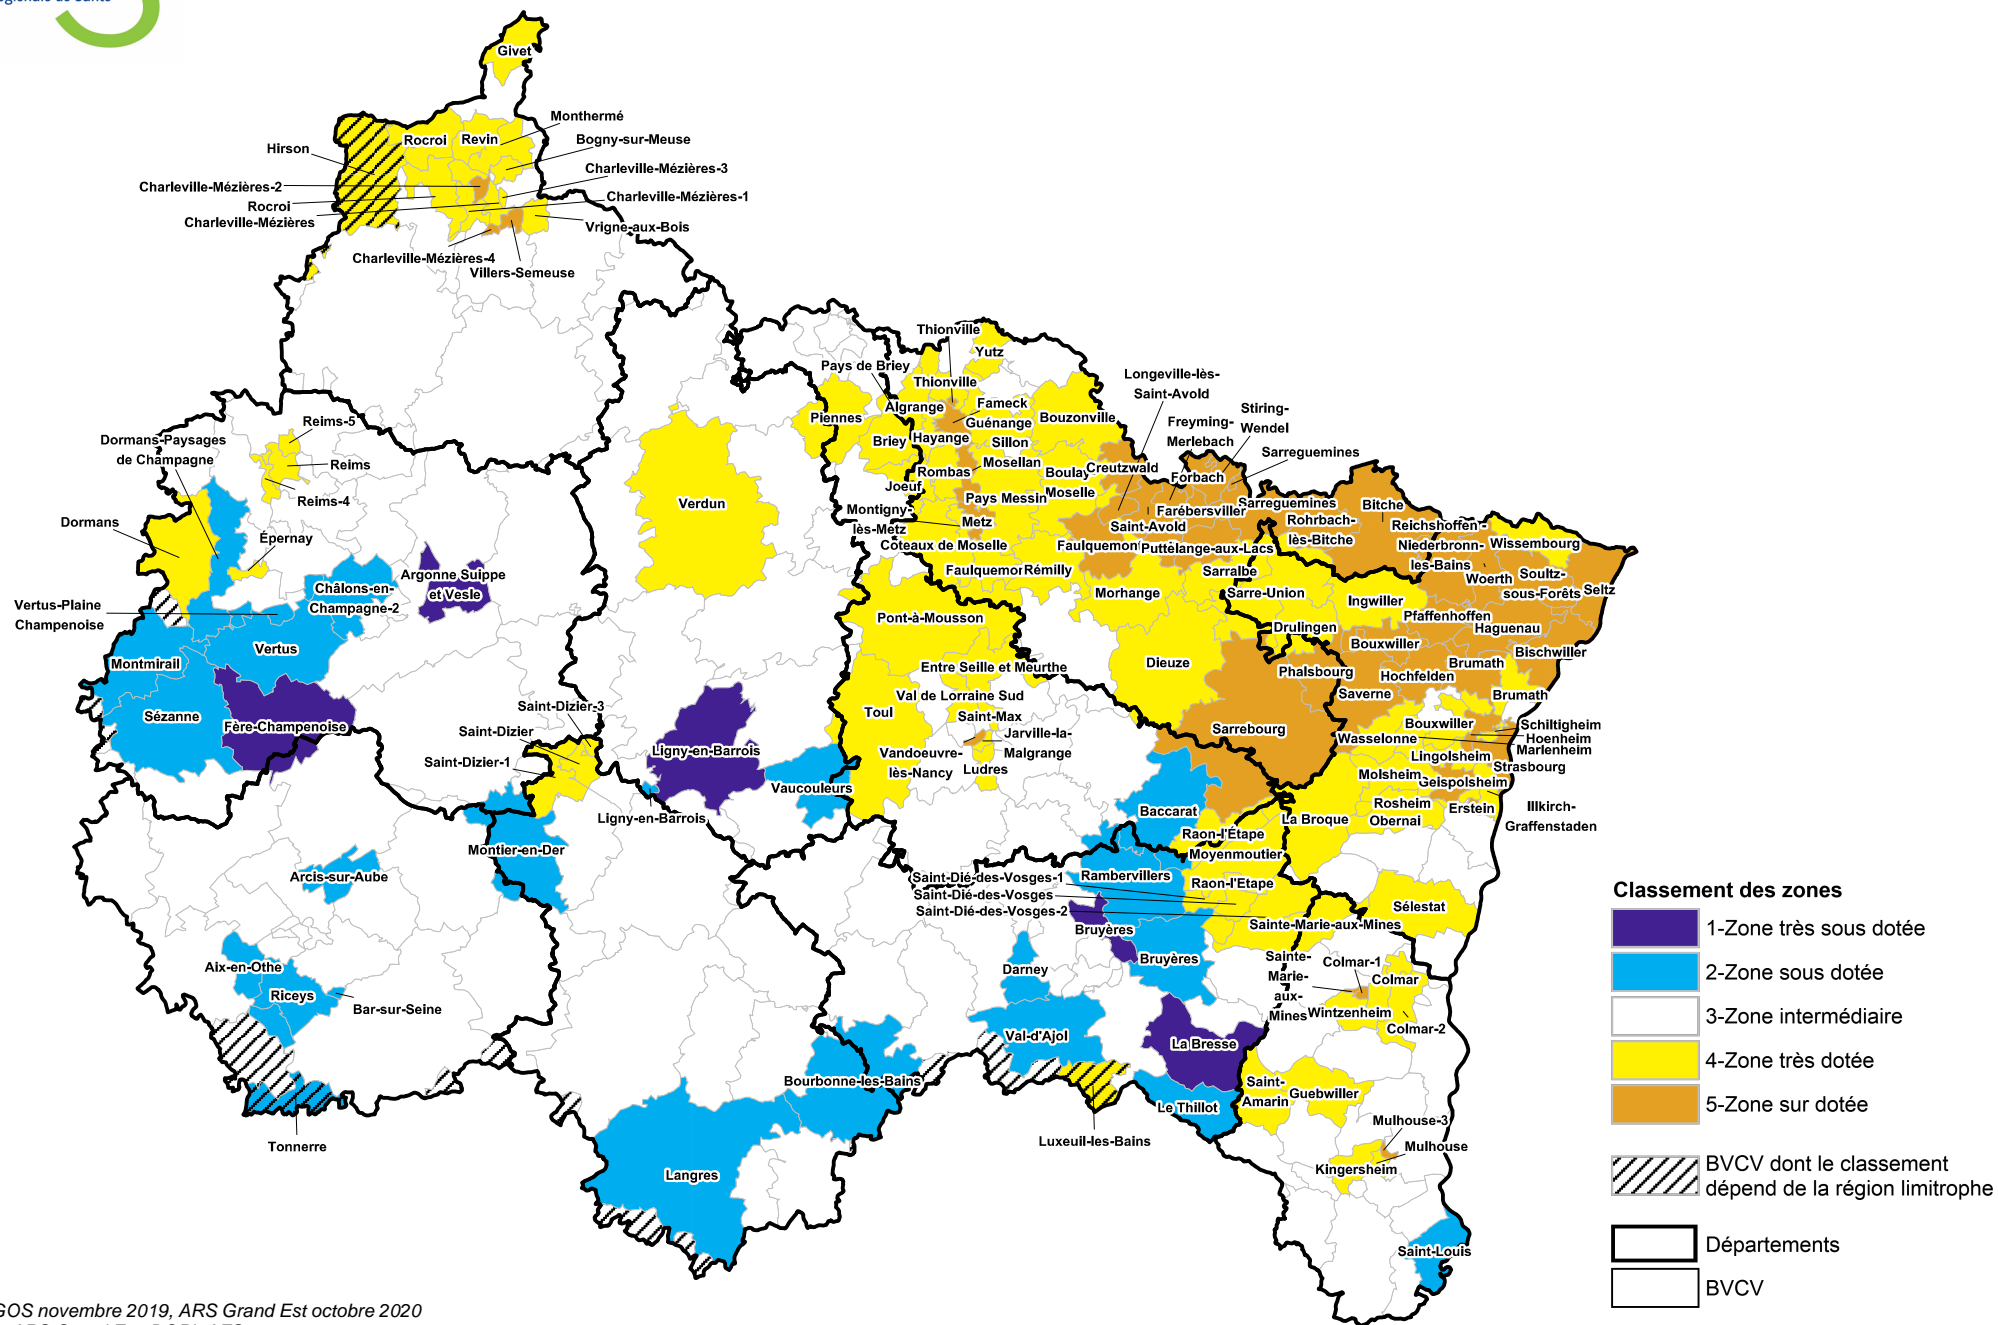 Régionale de Santé
Givet
Monthermé
Rocroi
Revin
Bogny-sur-Meuse
Hirson
Charleville-Mézières-3
Charleville-Mézières-2
Charleville-Mézières-1
Rocroi
Charleville-Mézières
Vrigne-aux-Bois
Charleville-Mézières-4
Villers-Semeuse
Thionville
Yutz
Pays de Briey
Longeville-lès-
Saint-Avold
Thionville
Algrange
Fameck
Stiring-
Wendel
Freyming-
Merlebach
Piennes
Guénange
Bouzonville
Reims-5
Dormans-Paysages
de Champagne
Briey
Hayange
Sillon
Mosellan
Sarreguemines
Reims
Rombas
Boulay
Moselle
Creutzwald
Forbach
Reims-4
Joeuf
Pays Messin
Sarreguemines
Bitche
Verdun
Montigny-
lès-Metz
Metz
Farébersviller
Saint-Avold
Rohrbach-
lès-Bitche
Reichshoffen -
Niederbronn-
les-Bains
Wissembourg
Dormans
Épernay
Coteaux de Moselle
Faulquemon
Puttelange-aux-Lacs
Argonne Suippe
et Vesle
Faulquemor
Rémilly
Sarralbe
Woerth
Soultz-
sous-Forêts
Seltz
Châlons-en-
Champagne-2
Morhange
Sarre-Union
Ingwiller
Vertus-Plaine
Champenoise
Pont-à-Mousson
Pfaffenhoffen
Haguenau
Drulingen
Bouxwiller
Vertus
Bischwiller
Montmirail
Entre Seille et Meurthe
Dieuze
Phalsbourg
Brumath
Hochfelden
Saverne
Brumath
Val de Lorraine Sud
Saint-Dizier-3
Toul
Saint-Max
Sézanne
Fère-Champenoise
Sarrebourg
Bouxwiller
Schiltigheim
Hoenheim
Marlenheim
Saint-Dizier
Jarville-la-
Malgrange
Wasselonne
Ligny-en-Barrois
Vandoeuvre-
lès-Nancy
Ludres
Lingolsheim
Strasbourg
Saint-Dizier-1
Molsheim
Geispolsheim
Vaucouleurs
Rosheim
Obernai
Erstein
Illkirch-
Graffenstaden
Ligny-en-Barrois
Baccarat
La Broque
Raon-l'Étape
Montier-en-Der
Moyenmoutier
Arcis-sur-Aube
Saint-Dié-des-Vosges-1
Rambervillers
Raon-l'Etape
Saint-Dié-des-Vosges
Saint-Dié-des-Vosges-2
Sélestat
Bruyères
Sainte-Marie-aux-Mines
Aix-en-Othe
Darney
Bruyères
Sainte-
Marie-
aux-
Mines
Colmar-1
Colmar
Riceys
Bar-sur-Seine
Wintzenheim
Colmar-2
Val-d'Ajol
La Bresse
Bourbonne-les-Bains
Saint-
Amarin
Guebwiller
Le Thillot
Mulhouse-3
Tonnerre
Luxeuil-les-Bains
Mulhouse
Langres
Kingersheim
Saint-Louis
Classement des zones
1-Zone très sous dotée
2-Zone sous dotée
3-Zone intermédiaire
4-Zone très dotée
5-Zone sur dotée
BVCV dont le classement
dépend de la région limitrophe
Départements
BVCV
GOS novembre 2019, ARS Grand Est octobre 2020